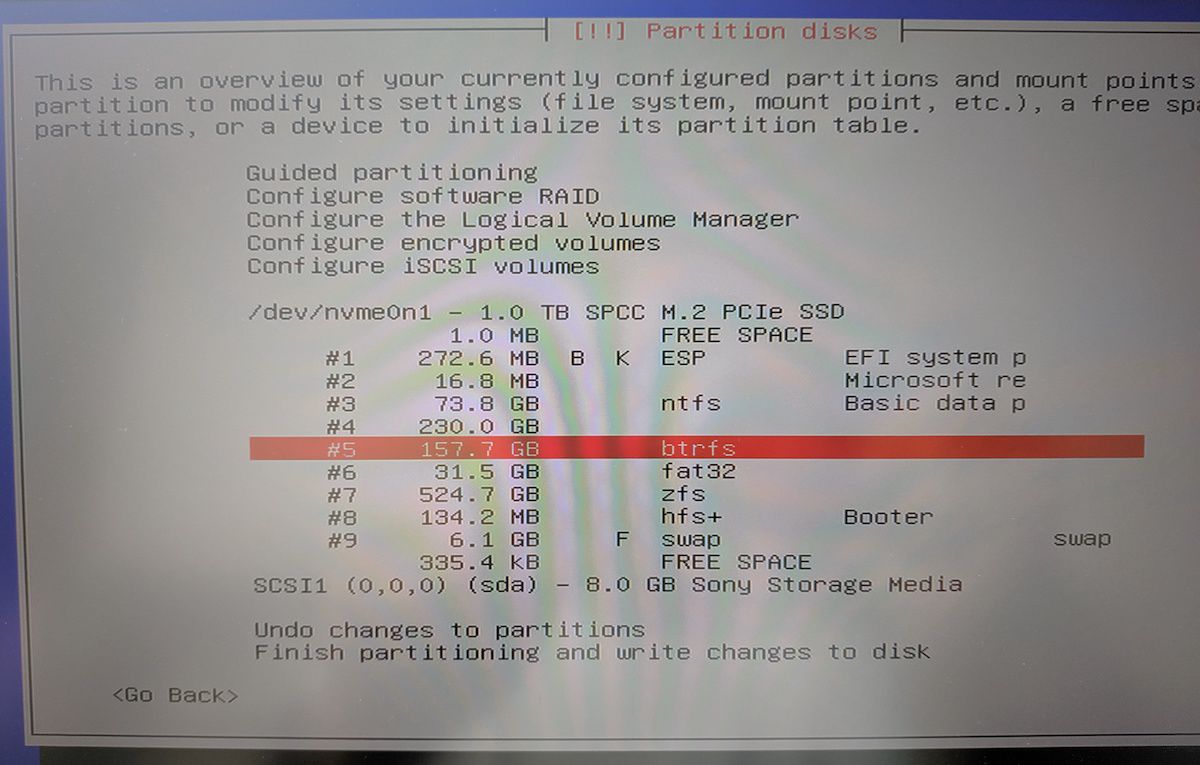 [!!] Partition disks
This is an overview of your currently configured partitions and mount points
partition to modify its settings (file system, mount point, etc.), a free
partitions, or a device to initialize its partition table.
Guided partitioning
Configure software RAID
Configure the Logical Volume Manager
Configure encrypted volumes
Configure iSCSI volumes
/dev/nvme0n1 - 1.0 TB SPCC M.2 PCIe SSD
1.0 MB FREE SPACE
#1 272.6 MB B K ESP EFI system p
#2 16.8 MB Microsoft re
#3 73.8 GB ntfs Basic data p
#4 230.0 GB
#5 157.7 GB btrfs
#6 31.5 GB fat32
#7 524.7 GB zfs
#8 134.2 MB hfs+ Booter
#9 6.1 GB F swap swap
335.4 KB FREE SPACE
SCSI1 (0,0,0) (sda) - 8.0 GB Sony Storage Media
Undo changes to partitions
Finish partitioning and write changes to disk
<Go Back>